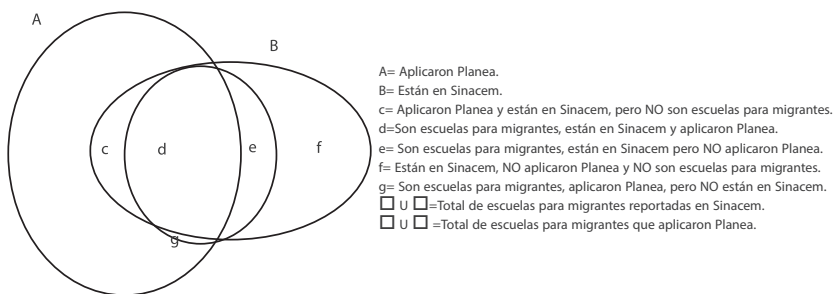 A
B
c
d
e
f
g
A= Aplicaron Planea.
B= Están en Sinacem.
c= Aplicaron Planea y están en Sinacem, pero NO son escuelas para migrantes.
d=Son escuelas para migrantes, están en Sinacem y aplicaron Planea.
e= Son escuelas para migrantes, están en Sinacem pero NO aplicaron Planea.
f= Están en Sinacem, NO aplicaron Planea y NO son escuelas para migrantes.
g= Son escuelas para migrantes, aplicaron Planea, pero NO están en Sinacem.
□ U □=Total de escuelas para migrantes reportadas en Sinacem.
□ U □ =Total de escuelas para migrantes que aplicaron Planea.